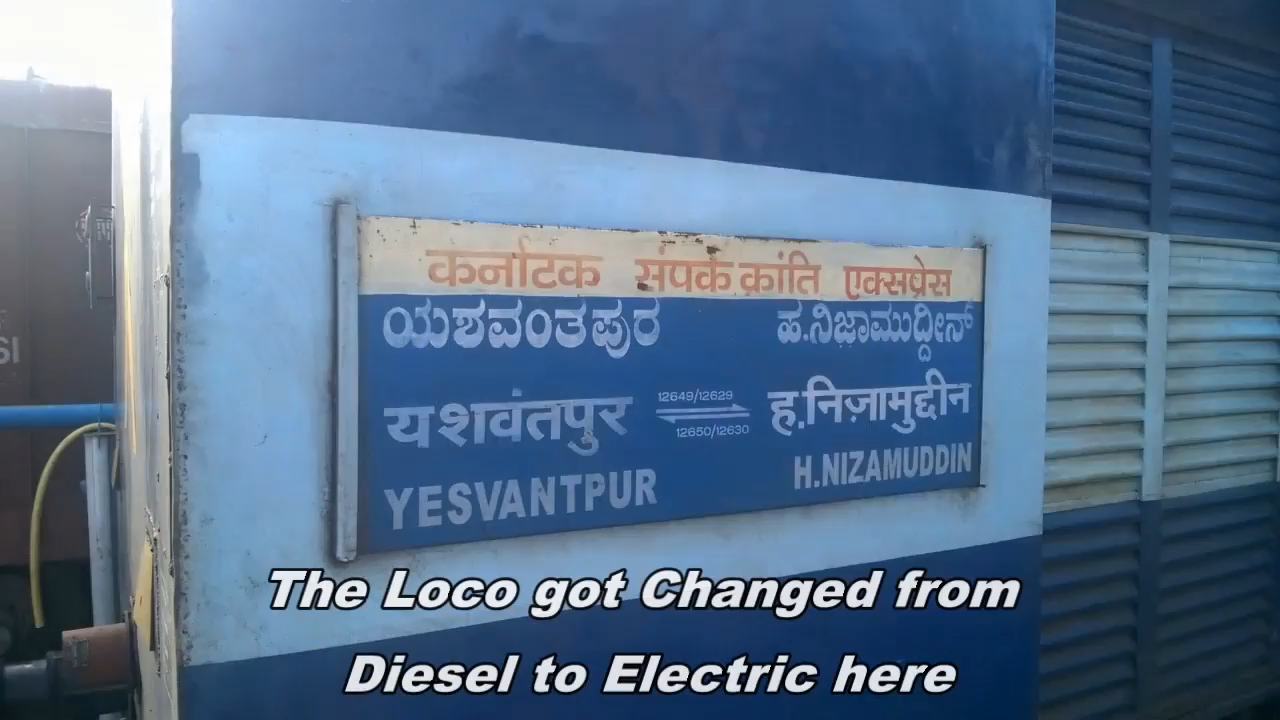 कर्नाटक संपर्क क्रांति एक्सप्रेस
ಯಶವಂತಪುರ ಹ.ನಿಜಾಮುದ್ದೀನ್
यशवंतपुर 12649/12629 ह.निज़ामुद्दीन
12650/12630
YESVANTPUR H.NIZAMUDDIN
The Loco got Changed from
Diesel to Electric here